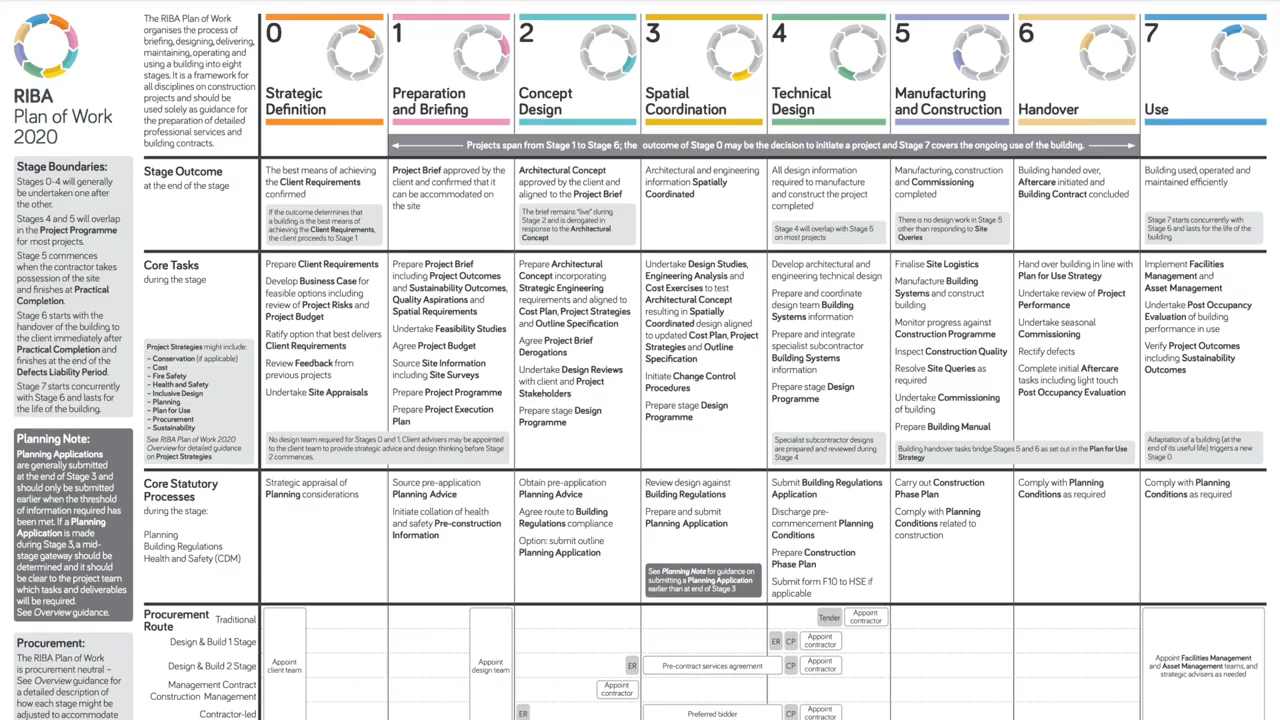 RIBA
Plan of Work
2020
Stage Boundaries:
Stages 0-4 will generally
be undertaken one after
the other.
Stages 4 and 5 will overlap
in the Project Programme
for most projects.
Stage 5 commences
when the contractor takes
possession of the site
and finishes at Practical
Completion.
Stage 6 starts with the
handover of the building to
the client immediately after
Practical Completion and
finishes at the end of the
Defects Liability Period.
Stage 7 starts concurrently
with Stage 6 and lasts for
the life of the building.
Planning Note:
Planning Applications
are generally submitted
at the end of Stage 3 and
should only be submitted
earlier when the threshold
of information required has
been met. If a Planning
Application is made
during Stage 3, a mid-
stage gateway should be
determined and it should
be clear to the project team
which tasks and deliverables
will be required.
See Overview guidance.
Procurement:
The RIBA Plan of Work
is procurement neutral –
See Overview guidance for
a detailed description of
how each stage might be
adjusted to accommodate
The RIBA Plan of Work
organises the process of
briefing, designing, delivering,
maintaining, operating and
using a building into eight
stages. It is a framework for
all disciplines on construction
projects and should be
used solely as guidance for
the preparation of detailed
professional services and
building contracts.
0
Strategic
Definition
1
Preparation
and Briefing
2
Concept
Design
3
Spatial
Coordination
4
Technical
Design
5
Manufacturing
and Construction
6
Handover
7
Use
Projects span from Stage 1 to Stage 6; the outcome of Stage 0 may be the decision to initiate a project and Stage 7 covers the ongoing use of the building.
Stage Outcome
at the end of the stage
The best means of achieving
the Client Requirements
confirmed
If the outcome determines that
a building is the best means of
achieving the Client Requirements,
the client proceeds to Stage 1
Project Brief approved by the
client and confirmed that it
can be accommodated on
the site
Architectural Concept
approved by the client and
aligned to the Project Brief
The brief remains "live" during
Stage 2 and is derogated in
response to the Architectural
Concept
Architectural and engineering
information Spatially
Coordinated
All design information
required to manufacture
and construct the project
completed
Stage 4 will overlap with Stage 5
on most projects
Manufacturing, construction
and Commissioning
completed
There is no design work in Stage 5
other than responding to Site
Queries
Building handed over,
Aftercare initiated and
Building Contract concluded
Building used, operated and
maintained efficiently
Stage 7 starts concurrently with
Stage 6 and lasts for the life of the
building
Core Tasks
during the stage
Project Strategies might include:
– Conservation (if applicable)
– Cost
– Fire Safety
– Health and Safety
– Inclusive Design
– Planning
– Plan for Use
– Procurement
– Sustainability
See RIBA Plan of Work 2020
Overview for detailed guidance
on Project Strategies
Prepare Client Requirements
Develop Business Case for
feasible options including
review of Project Risks and
Project Budget
Ratify option that best delivers
Client Requirements
Review Feedback from
previous projects
Undertake Site Appraisals
Prepare Project Brief
including Project Outcomes
and Sustainability Outcomes,
Quality Aspirations and
Spatial Requirements
Undertake Feasibility Studies
Agree Project Budget
Source Site Information
including Site Surveys
Prepare Project Programme
Prepare Project Execution
Plan
No design team required for Stages 0 and 1. Client advisers may be appointed
to the client team to provide strategic advice and design thinking before Stage
2 commences.
Prepare Architectural
Concept incorporating
Strategic Engineering
requirements and aligned to
Cost Plan, Project Strategies
and Outline Specification
Agree Project Brief
Derogations
Undertake Design Reviews
with client and Project
Stakeholders
Prepare stage Design
Programme
Undertake Design Studies,
Engineering Analysis and
Cost Exercises to test
Architectural Concept
resulting in Spatially
Coordinated design aligned
to updated Cost Plan, Project
Strategies and Outline
Specification
Initiate Change Control
Procedures
Prepare stage Design
Programme
Develop architectural and
engineering technical design
Prepare and coordinate
design team Building
Systems information
Prepare and integrate
specialist subcontractor
Building Systems
information
Prepare stage Design
Programme
Specialist subcontractor designs
are prepared and reviewed during
Stage 4
Finalise Site Logistics
Manufacture Building
Systems and construct
building
Monitor progress against
Construction Programme
Inspect Construction Quality
Resolve Site Queries as
required
Undertake Commissioning
of building
Prepare Building Manual
Building handover tasks bridge Stages 5 and 6 as set out in the Plan for Use
Strategy
Hand over building in line with
Plan for Use Strategy
Undertake review of Project
Performance
Undertake seasonal
Commissioning
Rectify defects
Complete initial Aftercare
tasks including light touch
Post Occupancy Evaluation
Implement Facilities
Management and
Asset Management
Undertake Post Occupancy
Evaluation of building
performance in use
Verify Project Outcomes
including Sustainability
Outcomes
Adaptation of a building (at the
end of its useful life) triggers a new
Stage 0
Core Statutory
Processes
during the stage:
Planning
Building Regulations
Health and Safety (CDM)
Strategic appraisal of
Planning considerations
Source pre-application
Planning Advice
Initiate collation of health
and safety Pre-construction
Information
Obtain pre-application
Planning Advice
Agree route to Building
Regulations compliance
Option: submit outline
Planning Application
Review design against
Building Regulations
Prepare and submit
Planning Application
See Planning Note for guidance on
submitting a Planning Application
earlier than at end of Stage 3
Submit Building Regulations
Application
Discharge pre-
commencement Planning
Conditions
Prepare Construction
Phase Plan
Submit form F10 to HSE if
applicable
Carry out Construction
Phase Plan
Comply with Planning
Conditions related to
construction
Comply with Planning
Conditions as required
Comply with Planning
Conditions as required
Procurement
Route
Traditional
Tender
Appoint
contractor
Design & Build 1 Stage
ER
CP
Appoint
contractor
Design & Build 2 Stage
Appoint
client team
Appoint
design team
ER
Pre-contract services agreement
CP
Appoint
contractor
Appoint Facilities Management
and Asset Management teams, and
strategic advisers as needed
Management Contract
Construction Management
Appoint
contractor
Contractor-led
ER
Preferred bidder
CP
Appoint
contractor